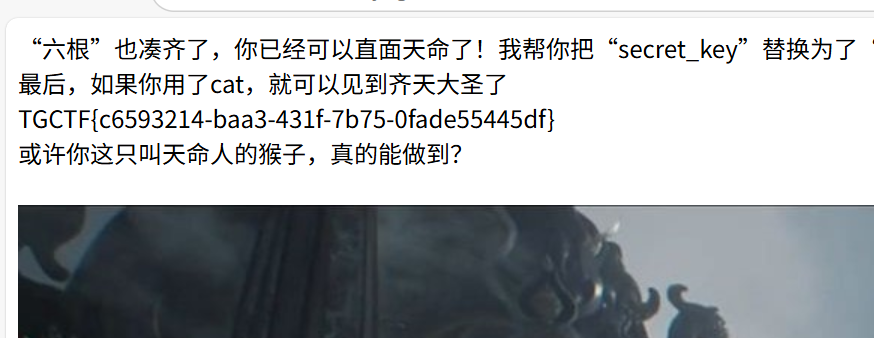 “六根”也凑齐了，你已经可以直面天命了！我帮你把“secret_key”替换为了“
最后，如果你用了cat，就可以见到齐天大圣了
TGCTF{c6593214-baa3-431f-7b75-0fade55445df}
或许你这只叫天命人的猴子，真的能做到？